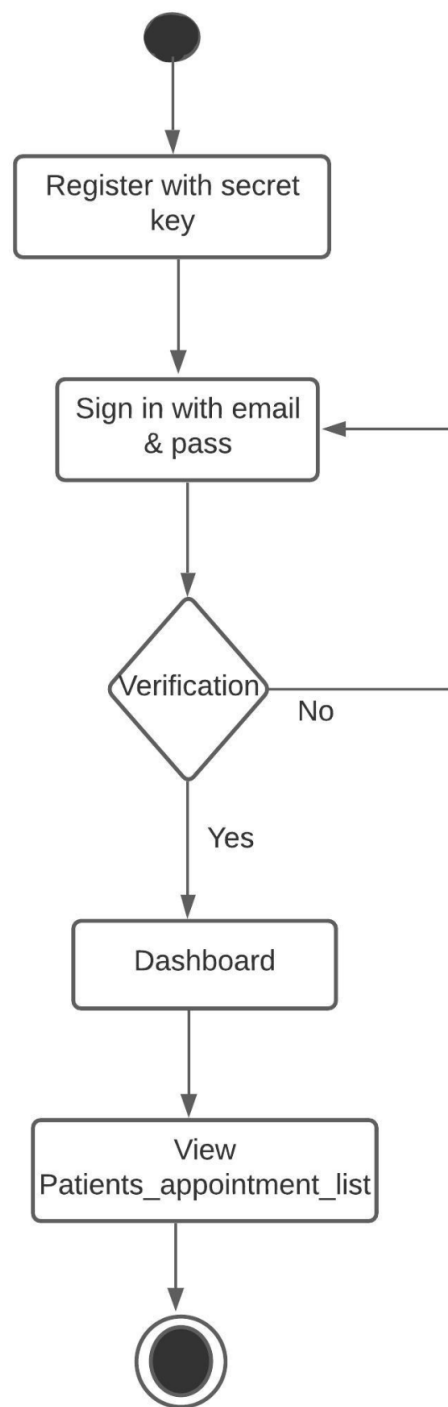 Register with secret
key
Sign in with email
& pass
Verification
No
Yes
Dashboard
View
Patients_appointment_list